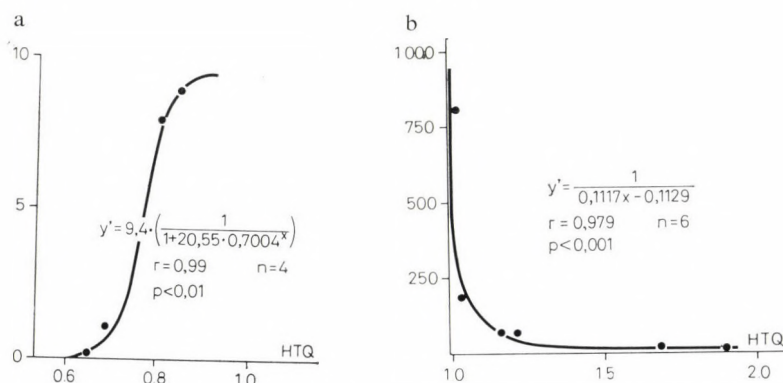 a
10
5
0
0.6
0.8
1.0
HTQ
y' = 9,4·(1/(1+20,55·0,7004^x))
r = 0,99 n=4
p<0,01
b
1000
750
500
250
1.0
1.5
2.0
HTQ
y' = 1/(0,1117x − 0,1129)
r = 0,979 n=6
p<0,001